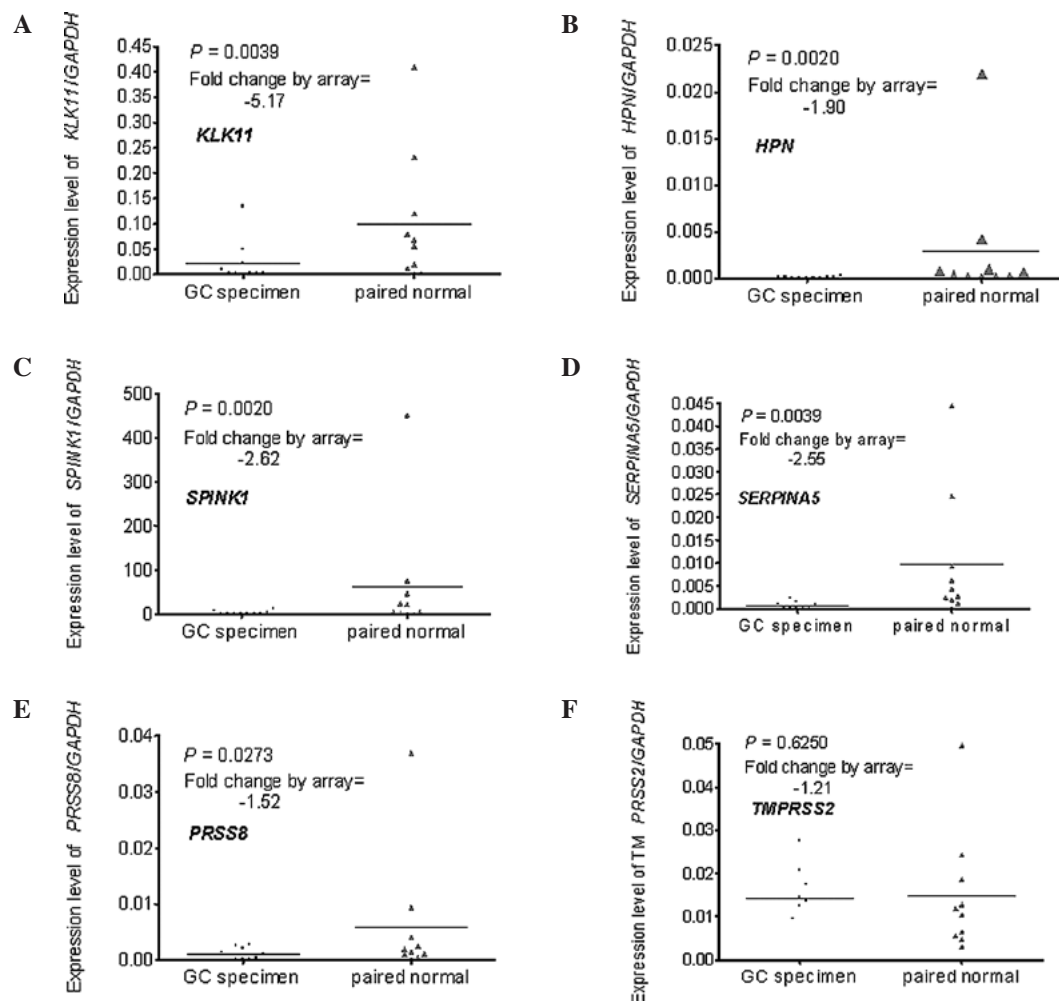 A
Expression level of KLK11/GAPDH
0.45
0.40
0.35
0.30
0.25
0.20
0.15
0.10
0.05
0.00
P = 0.0039
Fold change by array=
-5.17
KLK11
GC specimen
paired normal
B
Expression level of HPN/GAPDH
0.025
0.020
0.015
0.010
0.005
0.000
P = 0.0020
Fold change by array=
-1.90
HPN
GC specimen
paired normal
C
Expression level of SPINK1/GAPDH
500
400
300
200
100
0
P = 0.0020
Fold change by array=
-2.62
SPINK1
GC specimen
paired normal
D
Expression level of SERPINA5/GAPDH
0.045
0.040
0.035
0.030
0.025
0.020
0.015
0.010
0.005
0.000
P = 0.0039
Fold change by array=
-2.55
SERPINA5
GC specimen
paired normal
E
Expression level of PRSS8/GAPDH
0.04
0.03
0.02
0.01
0.00
P = 0.0273
Fold change by array=
-1.52
PRSS8
GC specimen
paired normal
F
Expression level of TM PRSS2/GAPDH
0.05
0.04
0.03
0.02
0.01
0.00
P = 0.6250
Fold change by array=
-1.21
TMPRSS2
GC specimen
paired normal